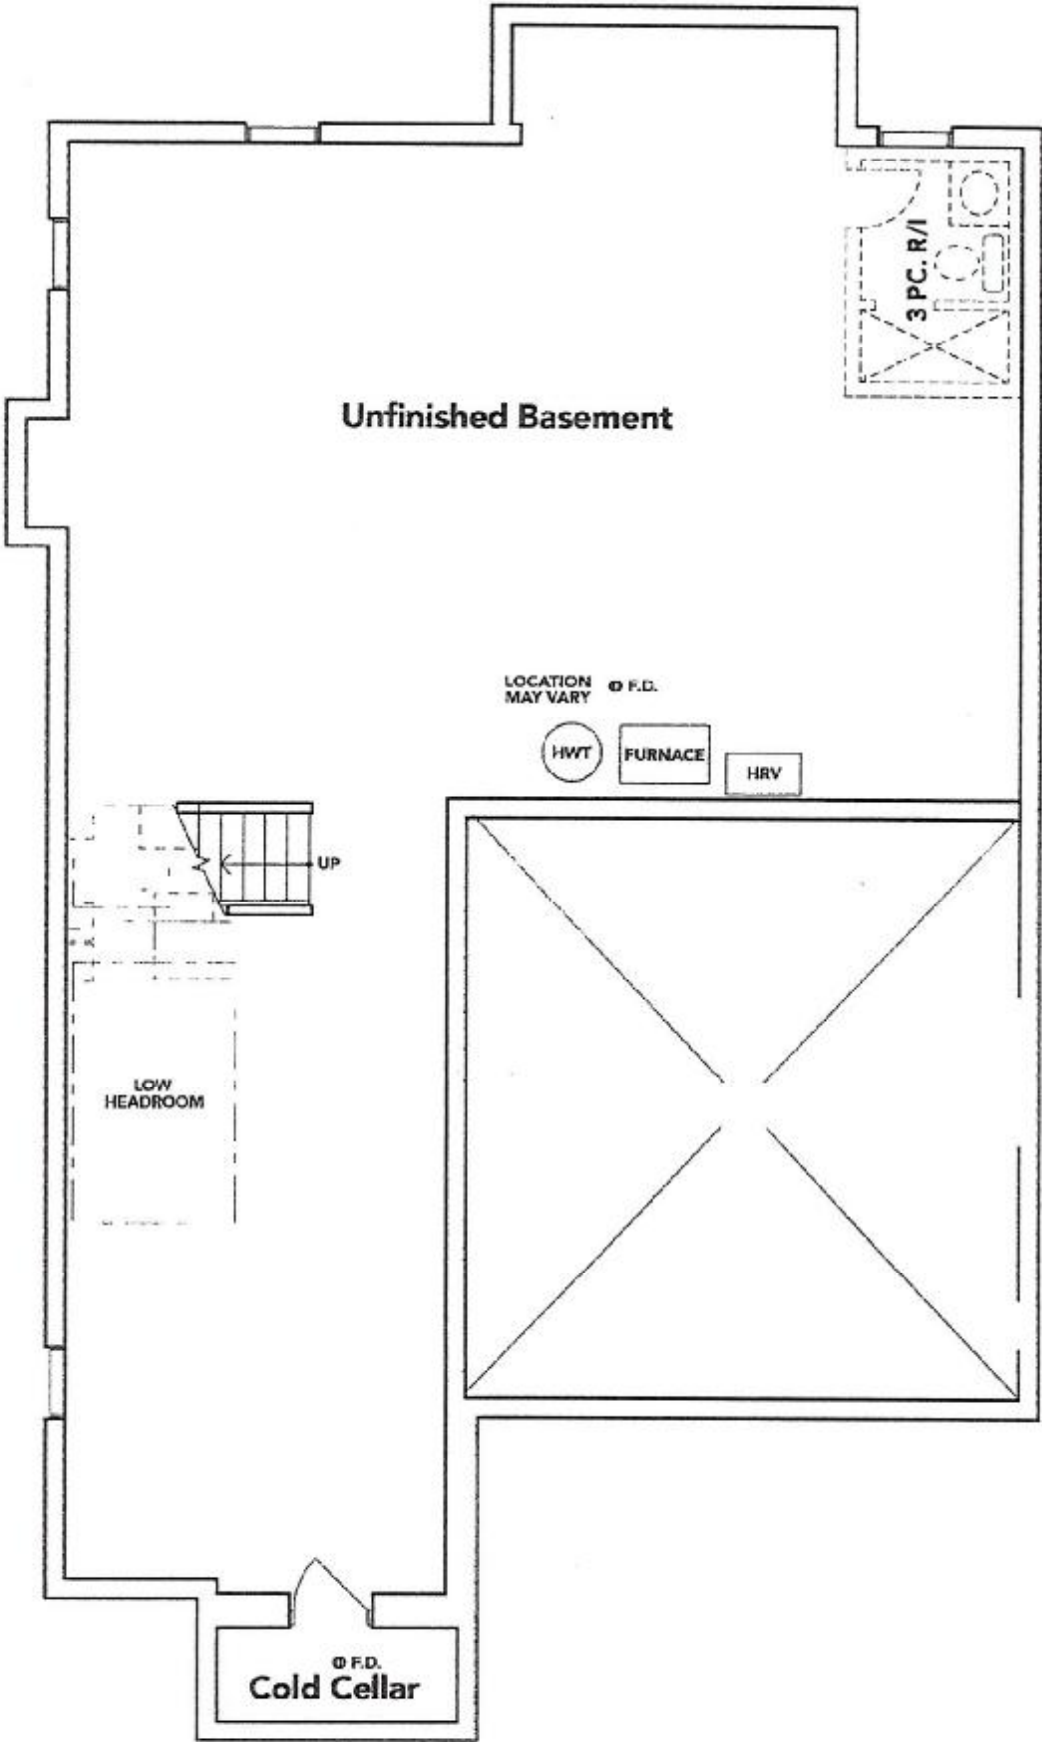 3 PC. R/I
Unfinished Basement
LOCATION
MAY VARY
F.D.
HWT
FURNACE
HRV
UP
LOW
HEADROOM
F.D.
Cold Cellar